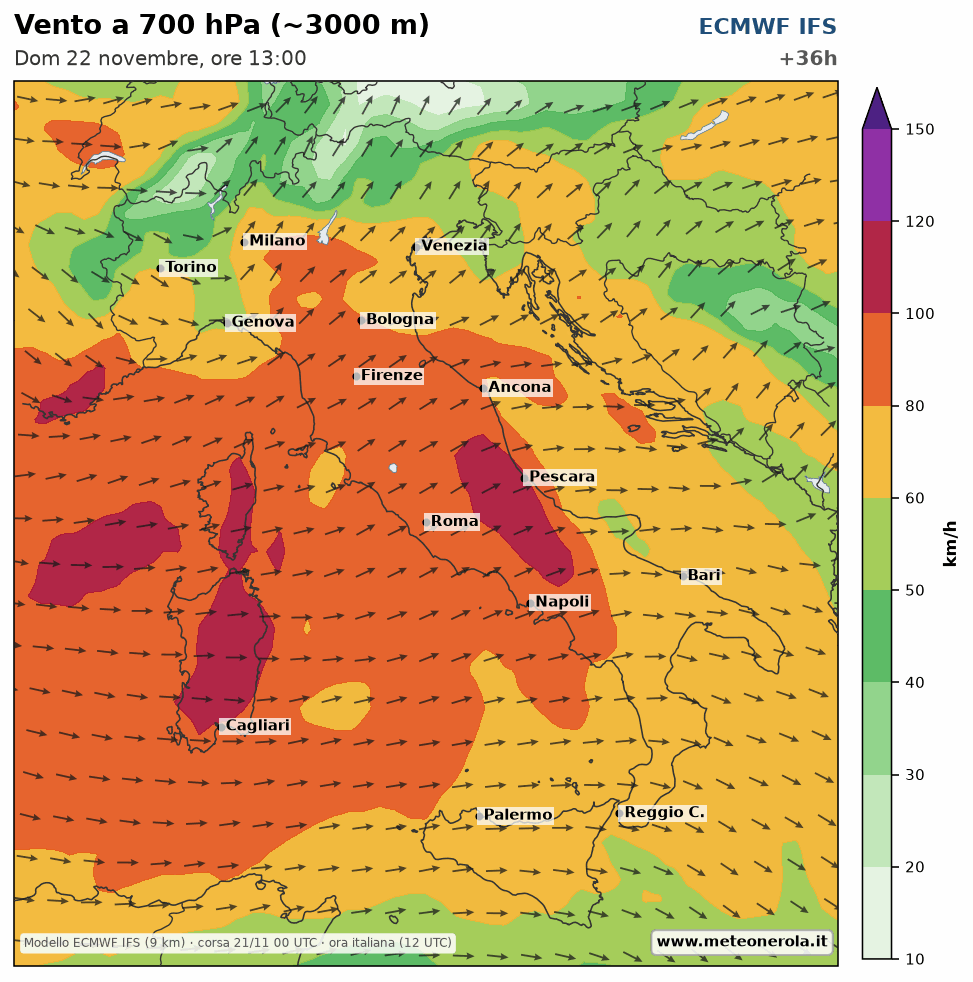 Vento a 700 hPa (~3000 m)
ECMWF IFS
Dom 22 novembre, ore 13:00
+36h
150
120
Milano
Venezia
Torino
Genova
Bologna
100
Firenze
Ancona
80
Pescara
60
Roma
km/h
Bari
50
Napoli
40
Cagliari
30
Palermo
Reggio C.
20
Modello ECMWF IFS (9 km) · corsa 21/11 00 UTC · ora italiana (12 UTC)
www.meteonerola.it
10